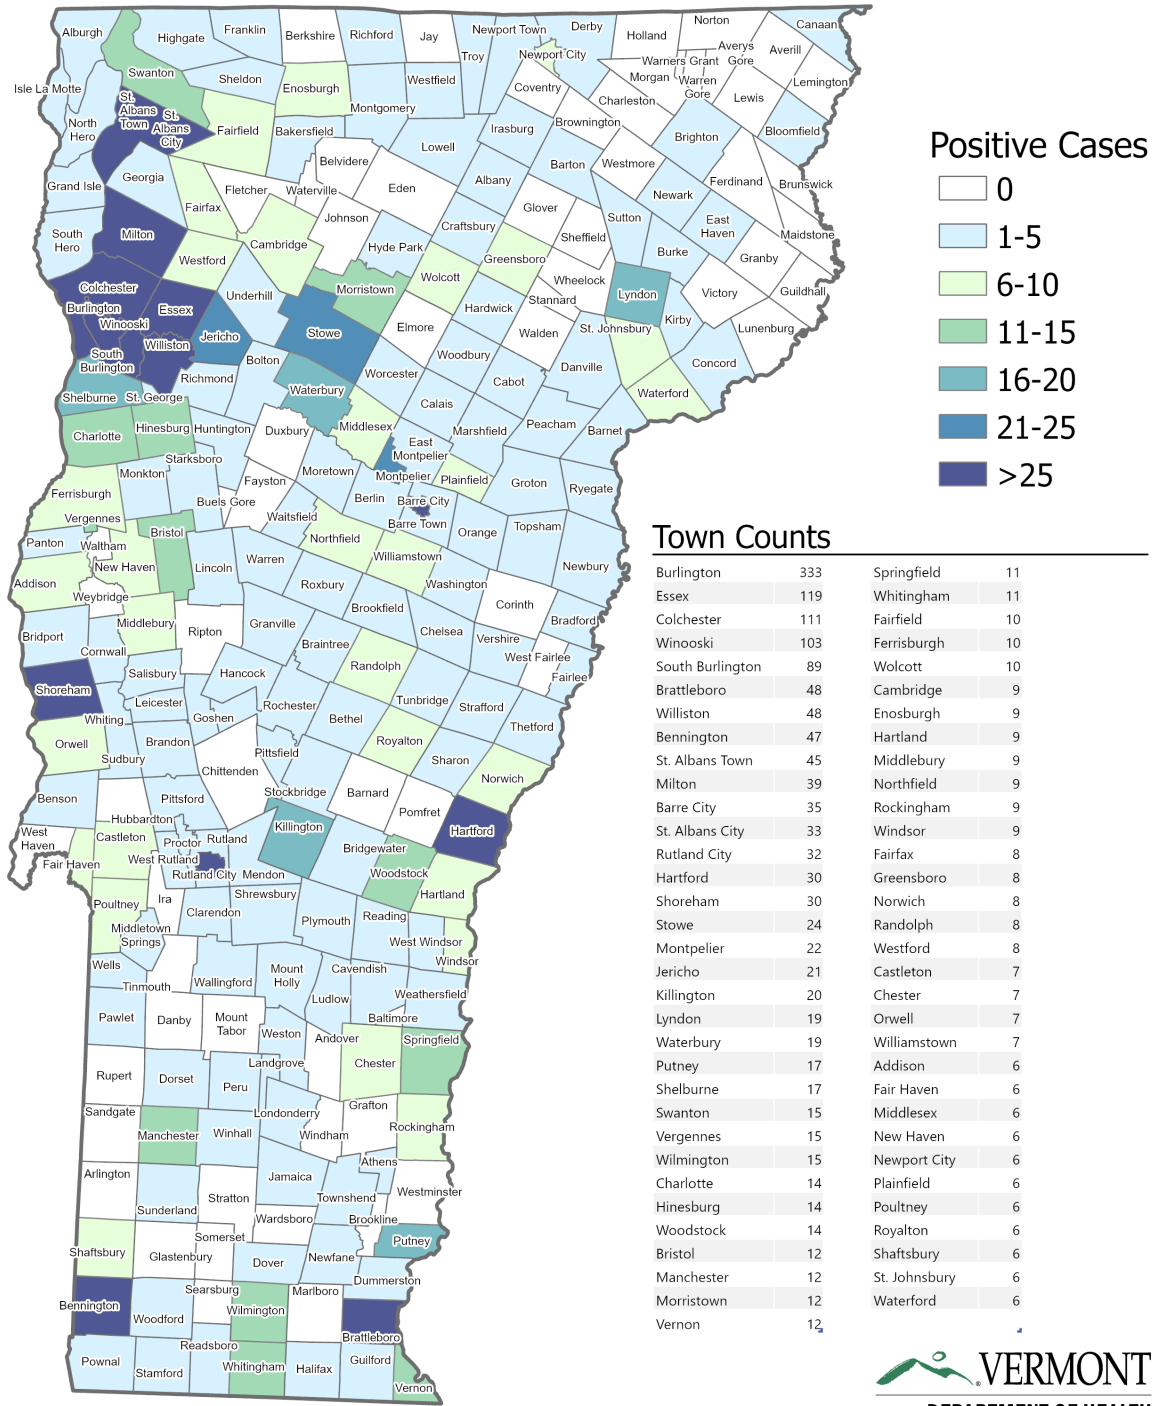 Alburgh
Highgate
Franklin
Berkshire
Richford
Jay
Newport Town
Derby
Holland
Norton
Canaan
Troy
Newport City
Averys
Gore
Averill
Warners Grant
Morgan
Warren
Gore
Lewis
Lemington
Isle La Motte
Swanton
Sheldon
Enosburgh
Westfield
Coventry
Charleston
Montgomery
St.
Albans
Town
St.
Albans
City
Fairfield
Bakersfield
North
Hero
Lowell
Irasburg
Brownington
Brighton
Bloomfield
Belvidere
Barton
Westmore
Ferdinand
Brunswick
Georgia
Grand Isle
Fletcher
Waterville
Eden
Albany
Newark
Fairfax
Johnson
Glover
Sutton
East
Haven
South
Hero
Milton
Craftsbury
Sheffield
Maidstone
Cambridge
Hyde Park
Westford
Greensboro
Burke
Granby
Colchester
Underhill
Morristown
Wolcott
Wheelock
Lyndon
Victory
Guildhall
Burlington
Essex
Hardwick
Stannard
Winooski
Kirby
Jericho
Stowe
Elmore
Walden
St. Johnsbury
Lunenburg
South
Burlington
Williston
Bolton
Woodbury
Concord
Richmond
Worcester
Cabot
Danville
Shelburne
St. George
Waterbury
Calais
Waterford
Charlotte
Hinesburg
Huntington
Duxbury
Middlesex
Marshfield
Peachham
Barnet
East
Montpelier
Starksboro
Moretown
Monkton
Fayston
Montpelier
Plainfield
Groton
Ryegate
Ferrisburgh
Buels Gore
Berlin
Barre City
Waitsfield
Barre Town
Vergennes
Bristol
Orange
Topsham
Panton
Waltham
Northfield
New Haven
Lincoln
Warren
Williamstown
Newbury
Addison
Weybridge
Roxbury
Washington
Corinth
Brookfield
Bradford
Middlebury
Ripton
Granville
Chelsea
Vershire
Bridport
Cornwall
Braintree
West Fairlee
Fairlee
Salisbury
Hancock
Randolph
Shoreham
Leicester
Rochester
Tunbridge
Strafford
Whiting
Goshen
Bethel
Thetford
Orwell
Brandon
Royalton
Sudbury
Pittsfield
Sharon
Chittenden
Norwich
Benson
Pittsford
Stockbridge
Barnard
Pomfret
Hubbardton
Killington
Hartford
West
Haven
Castleton
Proctor
Rutland
Bridgewater
Fair Haven
West Rutland
Rutland City
Mendon
Woodstock
Poultney
Ira
Shrewsbury
Hartland
Clarendon
Plymouth
Reading
Middletown
Springs
West Windsor
Windsor
Wells
Tinmouth
Wallingford
Mount
Holly
Cavendish
Ludlow
Weathersfield
Pawlet
Danby
Mount
Tabor
Baltimore
Weston
Andover
Springfield
Landgrove
Chester
Rupert
Dorset
Peru
Sandgate
Londonderry
Grafton
Rockingham
Manchester
Winhall
Windham
Athens
Arlington
Jamaica
Sunderland
Stratton
Townshend
Westminster
Wardsboro
Brookline
Somerset
Putney
Shaftsbury
Glastenbury
Dover
Newfane
Dummerston
Searsburg
Marlboro
Bennington
Woodford
Wilmington
Brattleboro
Readsboro
Pownal
Stamford
Whitingham
Halifax
Guilford
Vernon
Positive Cases
0
1-5
6-10
11-15
16-20
21-25
>25
Town Counts
Burlington 333
Essex 119
Colchester 111
Winooski 103
South Burlington 89
Brattleboro 48
Williston 48
Bennington 47
St. Albans Town 45
Milton 39
Barre City 35
St. Albans City 33
Rutland City 32
Hartford 30
Shoreham 30
Stowe 24
Montpelier 22
Jericho 21
Killington 20
Lyndon 19
Waterbury 19
Putney 17
Shelburne 17
Swanton 15
Vergennes 15
Wilmington 15
Charlotte 14
Hinesburg 14
Woodstock 14
Bristol 12
Manchester 12
Morristown 12
Vernon 12
Springfield 11
Whitingham 11
Fairfield 10
Ferrisburgh 10
Wolcott 10
Cambridge 9
Enosburgh 9
Hartland 9
Middlebury 9
Northfield 9
Rockingham 9
Windsor 9
Fairfax 8
Greensboro 8
Norwich 8
Randolph 8
Westford 8
Castleton 7
Chester 7
Orwell 7
Williamstown 7
Addison 6
Fair Haven 6
Middlesex 6
New Haven 6
Newport City 6
Plainfield 6
Poultney 6
Royalton 6
Shaftsbury 6
St. Johnsbury 6
Waterford 6
VERMONT
DEPARTMENT OF HEALTH